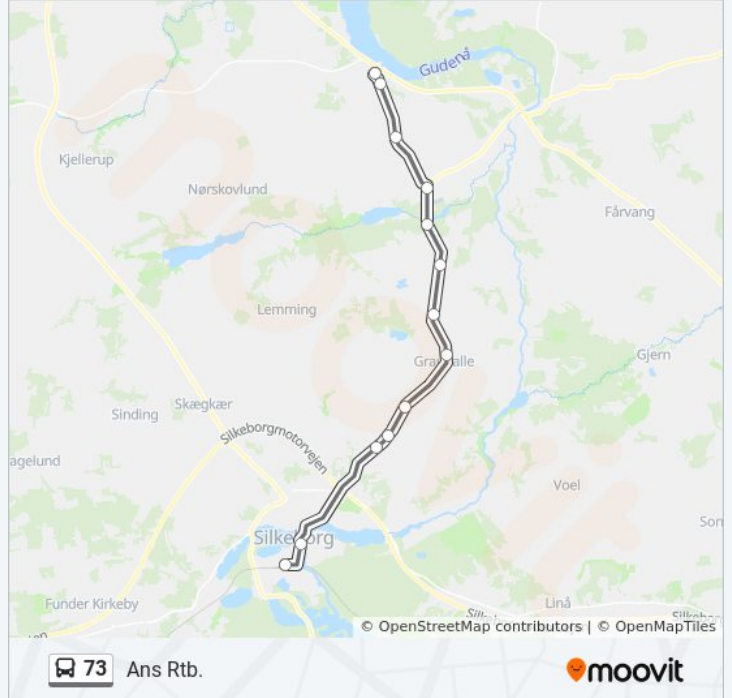 Gudenå
Kjellerup
Nørskovlund
Fårvang
Lemming
Grauballe
Gjern
Skægkær
Sinding
Silkeborgmotorvejen
agelund
Voel
Silkeborg
Son
Funder Kirkeby
Linå
© OpenStreetMap contributors | © OpenMapTiles
73 Ans Rtb.
moovit